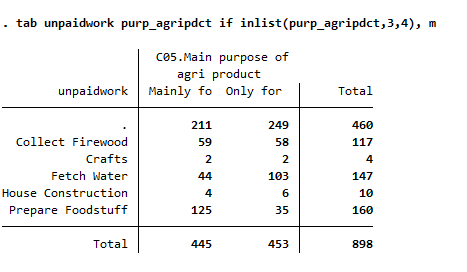 . tab unpaidwork purp_agripdct if inlist(purp_agripdct,3,4), m
C05.Main purpose of
agri product
unpaidwork Mainly fo Only for Total
. 211 249 460
Collect Firewood 59 58 117
Crafts 2 2 4
Fetch Water 44 103 147
House Construction 4 6 10
Prepare Foodstuff 125 35 160
Total 445 453 898